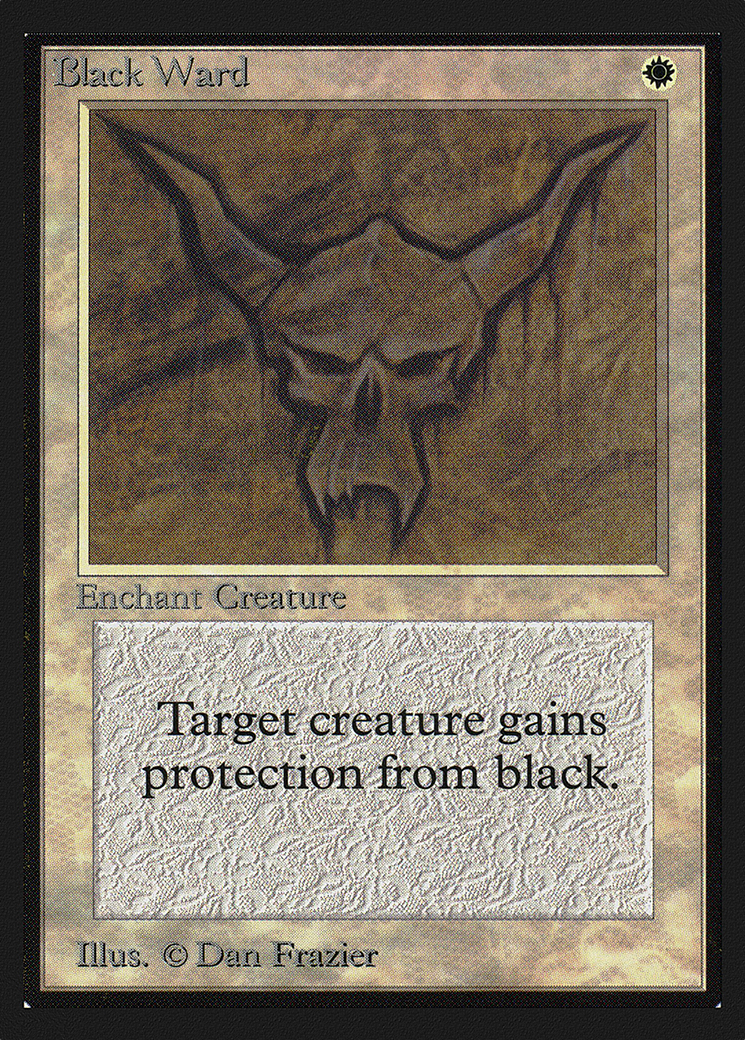 Black Ward
Enchant Creature
Target creature gains
protection from black.
Illus. © Dan Frazier